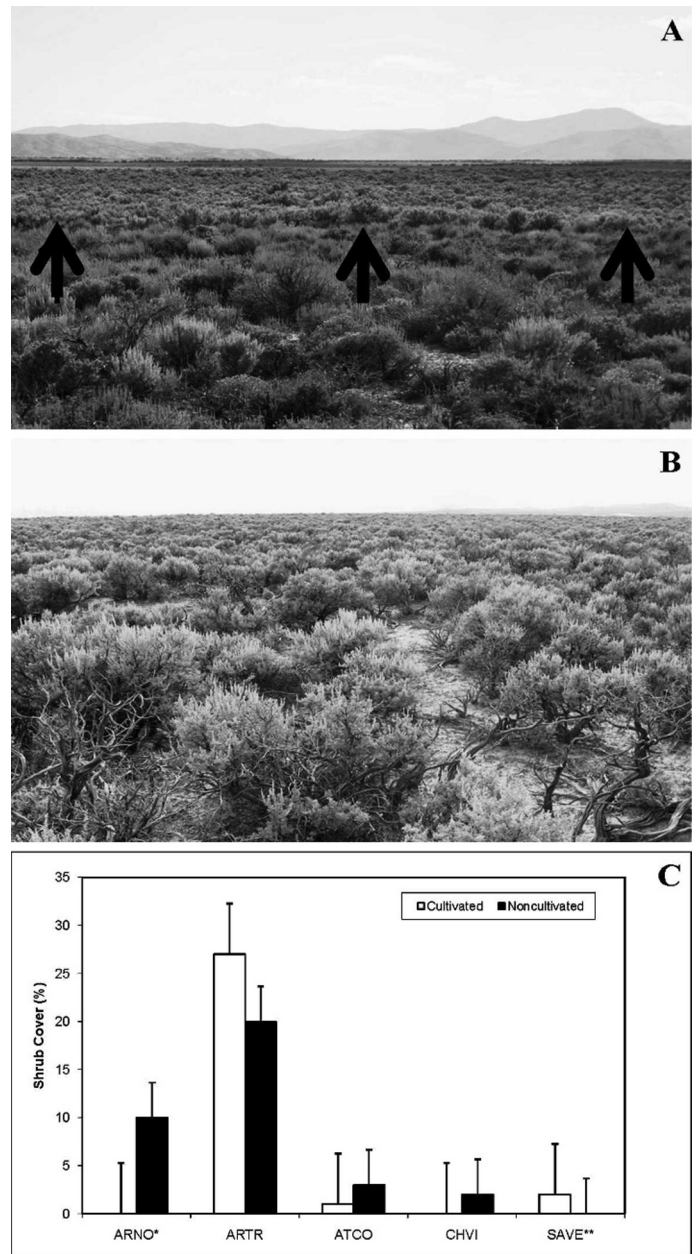 A
B
C
35
30
25
20
15
10
5
0
Shrub Cover (%)
Cultivated Noncultivated
ARNO* ARTR ATCO CHVI SAVE**